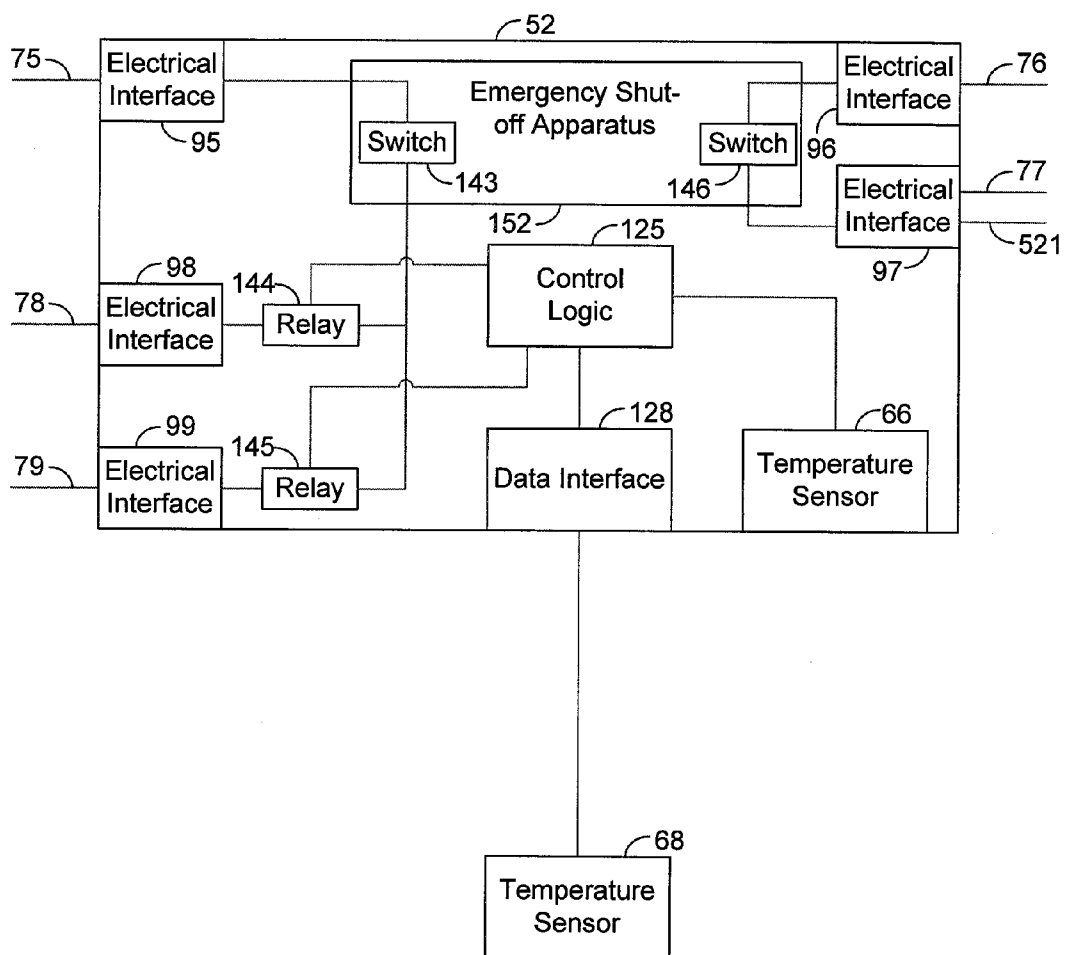 52
75
Electrical
Interface
95
Emergency Shut-
off Apparatus
Switch
143
Switch
146
152
Electrical
Interface
96
76
Electrical
Interface
97
77
521
125
Control
Logic
98
78
Electrical
Interface
144
Relay
99
79
Electrical
Interface
145
Relay
128
Data Interface
66
Temperature
Sensor
68
Temperature
Sensor